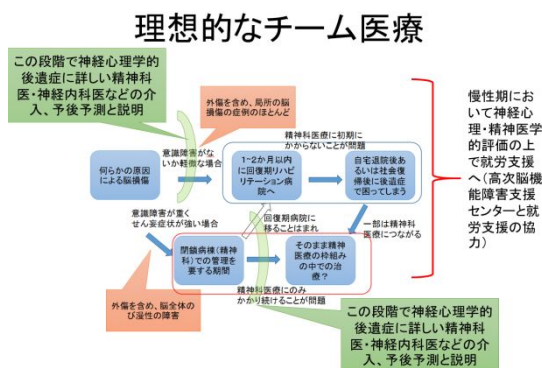 理想的なチーム医療
この段階で神経心理学的
後遺症に詳しい精神科
医・神経内科医などの介
入、予後予測と説明
外傷を含め、局所の脳
損傷の症例のほとんど
意識障害がな
いか軽微な場合
精神科医療に初期に
かからないことが問題
何らかの原因
による脳損傷
1~2か月以内
に回復期リハビ
リテーション病
院へ
自宅退院後あ
るいは社会復
帰後に後遺症
で困ってしまう
慢性期にお
いて神経心
理・精神医学
的評価の上
で就労支援
へ(高次脳機
能障害支援
センターと就
労支援の協
力)
意識障害が重く
せん妄症状が強い場合
回復期病院に
移ることはまれ
一部は精神科
医療につながる
閉鎖病棟(精神
科)での管理を
要する期間
そのまま精神
医療の枠組み
の中での治
療?
外傷を含め、脳全体の
び漫性の障害
精神科医療にのみ
かかり続けることが問題
この段階で神経心理学的
後遺症に詳しい精神科
医・神経内科医などの介
入、予後予測と説明